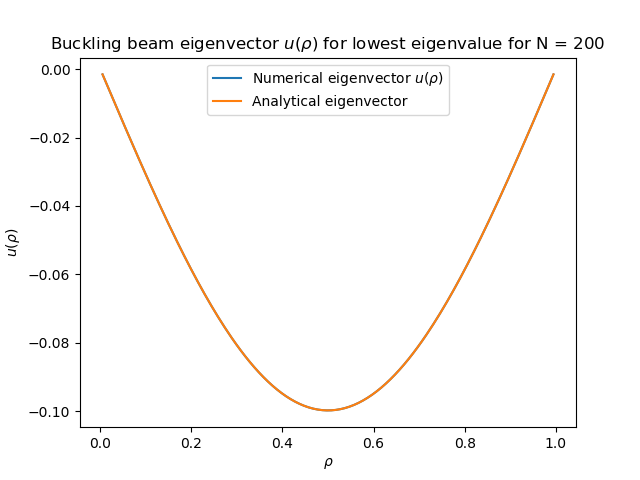 Buckling beam eigenvector u(ρ) for lowest eigenvalue for N = 200
Numerical eigenvector u(ρ)
Analytical eigenvector
0.00
−0.02
−0.04
−0.06
−0.08
−0.10
u(ρ)
0.0 0.2 0.4 0.6 0.8 1.0
ρ